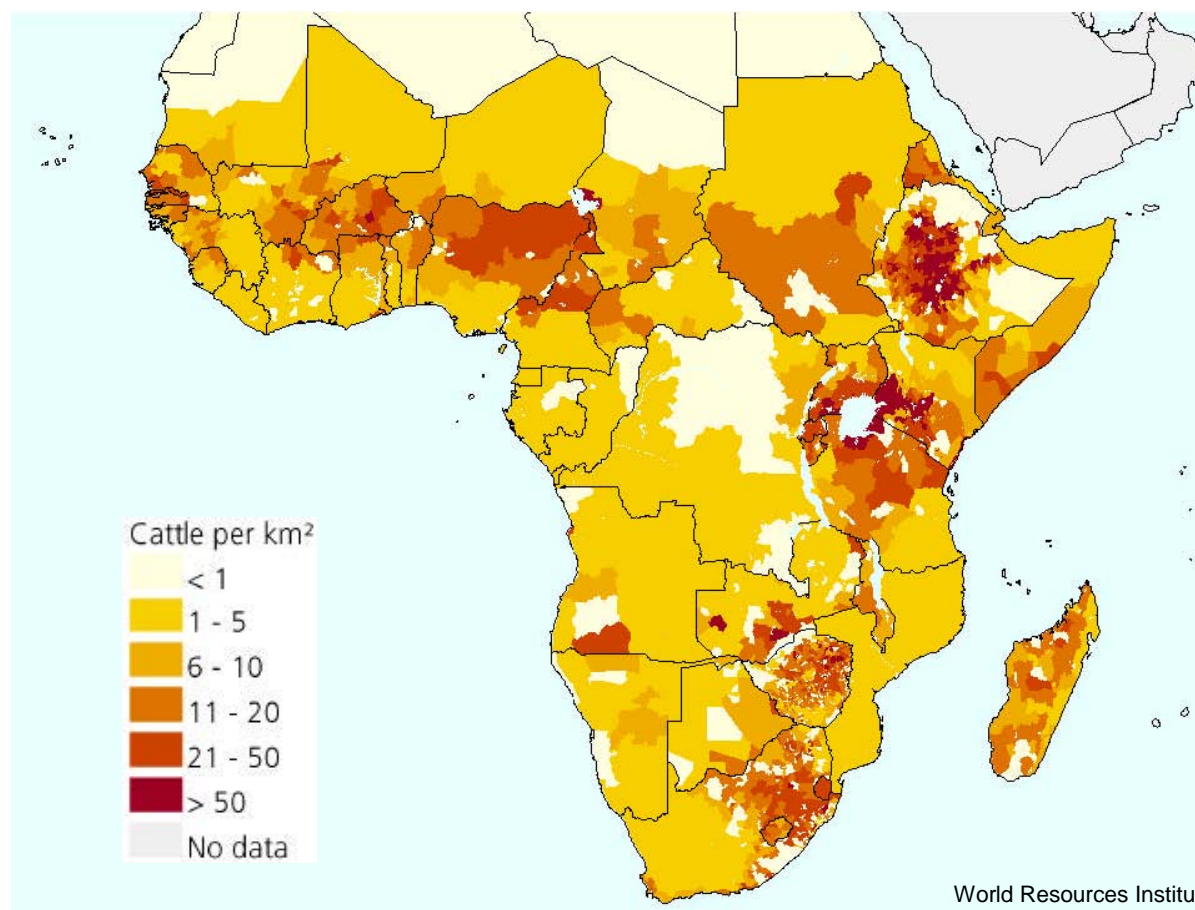 Cattle per km²
< 1
1 - 5
6 - 10
11 - 20
21 - 50
> 50
No data
World Resources Institu